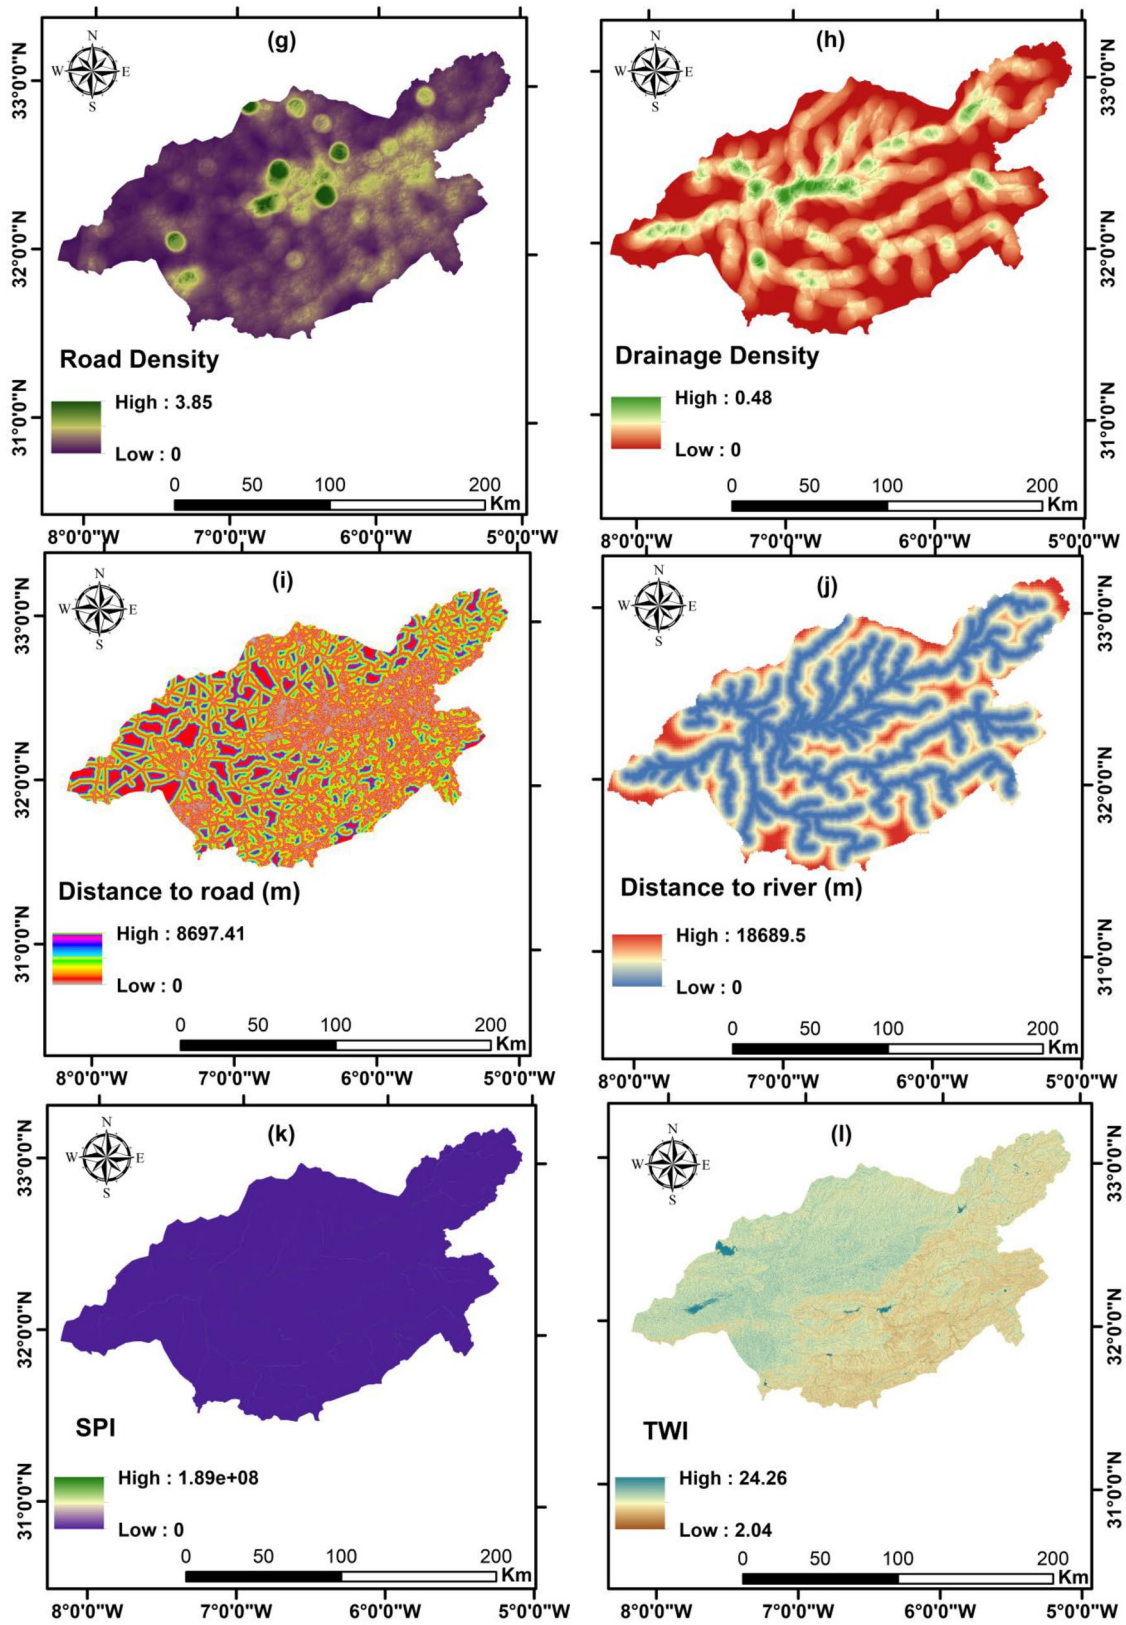 (g)
N
W E
S
33°0'0"N
32°0'0"N
31°0'0"N
Road Density
High : 3.85
Low : 0
0 50 100 200
Km
8°0'0"W 7°0'0"W 6°0'0"W 5°0'0"W
(h)
N
W E
S
33°0'0"N
32°0'0"N
31°0'0"N
Drainage Density
High : 0.48
Low : 0
0 50 100 200
Km
8°0'0"W 7°0'0"W 6°0'0"W 5°0'0"W
(i)
N
W E
S
33°0'0"N
32°0'0"N
31°0'0"N
Distance to road (m)
High : 8697.41
Low : 0
0 50 100 200
Km
8°0'0"W 7°0'0"W 6°0'0"W 5°0'0"W
(j)
N
W E
S
33°0'0"N
32°0'0"N
31°0'0"N
Distance to river (m)
High : 18689.5
Low : 0
0 50 100 200
Km
8°0'0"W 7°0'0"W 6°0'0"W 5°0'0"W
(k)
N
W E
S
33°0'0"N
32°0'0"N
31°0'0"N
SPI
High : 1.89e+08
Low : 0
0 50 100 200
Km
8°0'0"W 7°0'0"W 6°0'0"W 5°0'0"W
(l)
N
W E
S
33°0'0"N
32°0'0"N
31°0'0"N
TWI
High : 24.26
Low : 2.04
0 50 100 200
Km
8°0'0"W 7°0'0"W 6°0'0"W 5°0'0"W